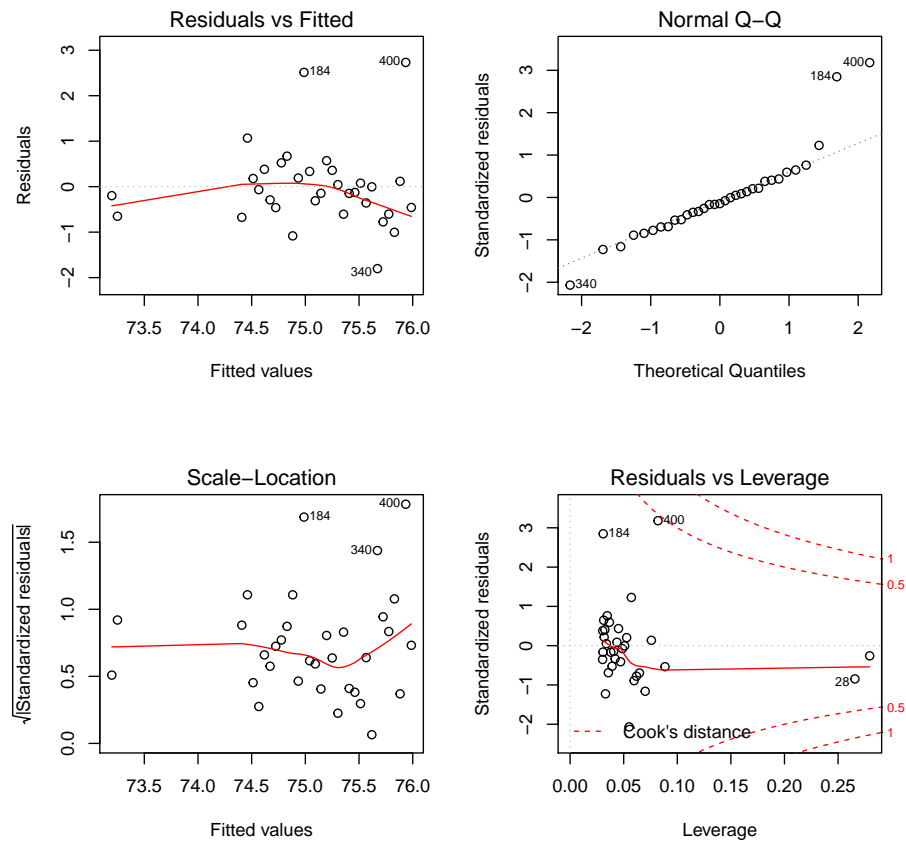 Residuals vs Fitted
Residuals
3
2
1
0
−1
−2
400
184
340
73.5 74.0 74.5 75.0 75.5 76.0
Fitted values
Normal Q−Q
Standardized residuals
3
2
1
0
−1
−2
400
184
340
−2 −1 0 1 2
Theoretical Quantiles
Scale−Location
√|Standardized residuals|
1.5
1.0
0.5
0.0
400
184
340
73.5 74.0 74.5 75.0 75.5 76.0
Fitted values
Residuals vs Leverage
Standardized residuals
3
2
1
0
−1
−2
184
400
28
1
0.5
0.5
1
Cook's distance
0.00 0.05 0.10 0.15 0.20 0.25
Leverage